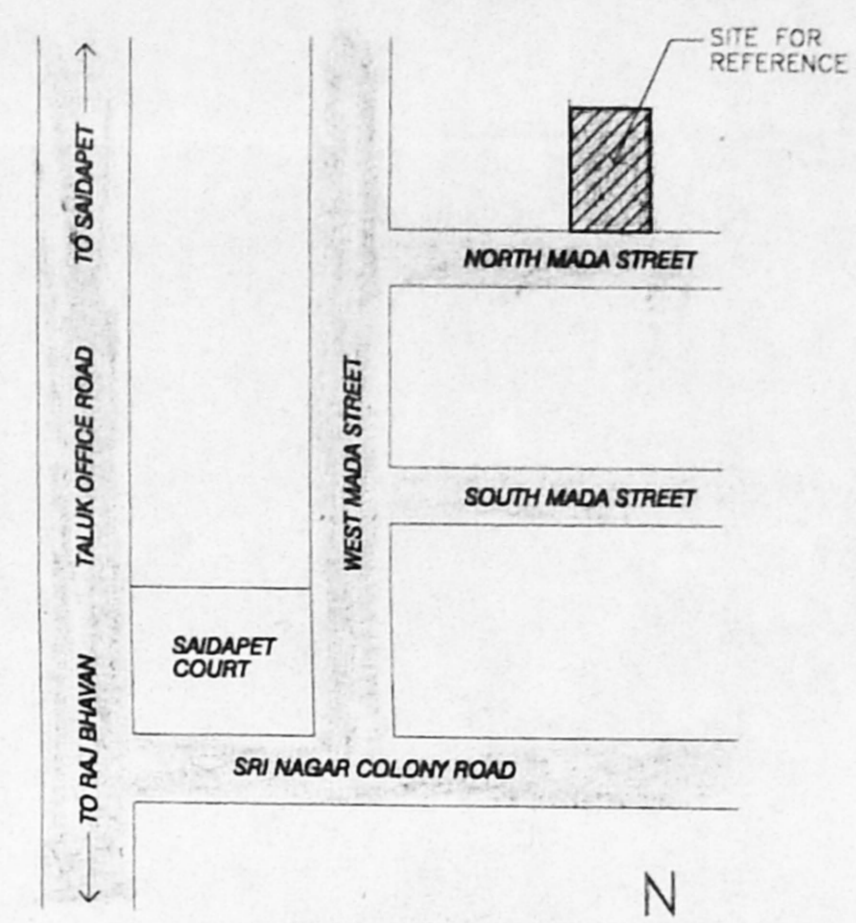 SITE FOR
REFERENCE
TO SAIDAPET
NORTH MADA STREET
TALUK OFFICE ROAD
WEST MADA STREET
SOUTH MADA STREET
SAIDAPET
COURT
TO RAJ BHAVAN
SRI NAGAR COLONY ROAD
N